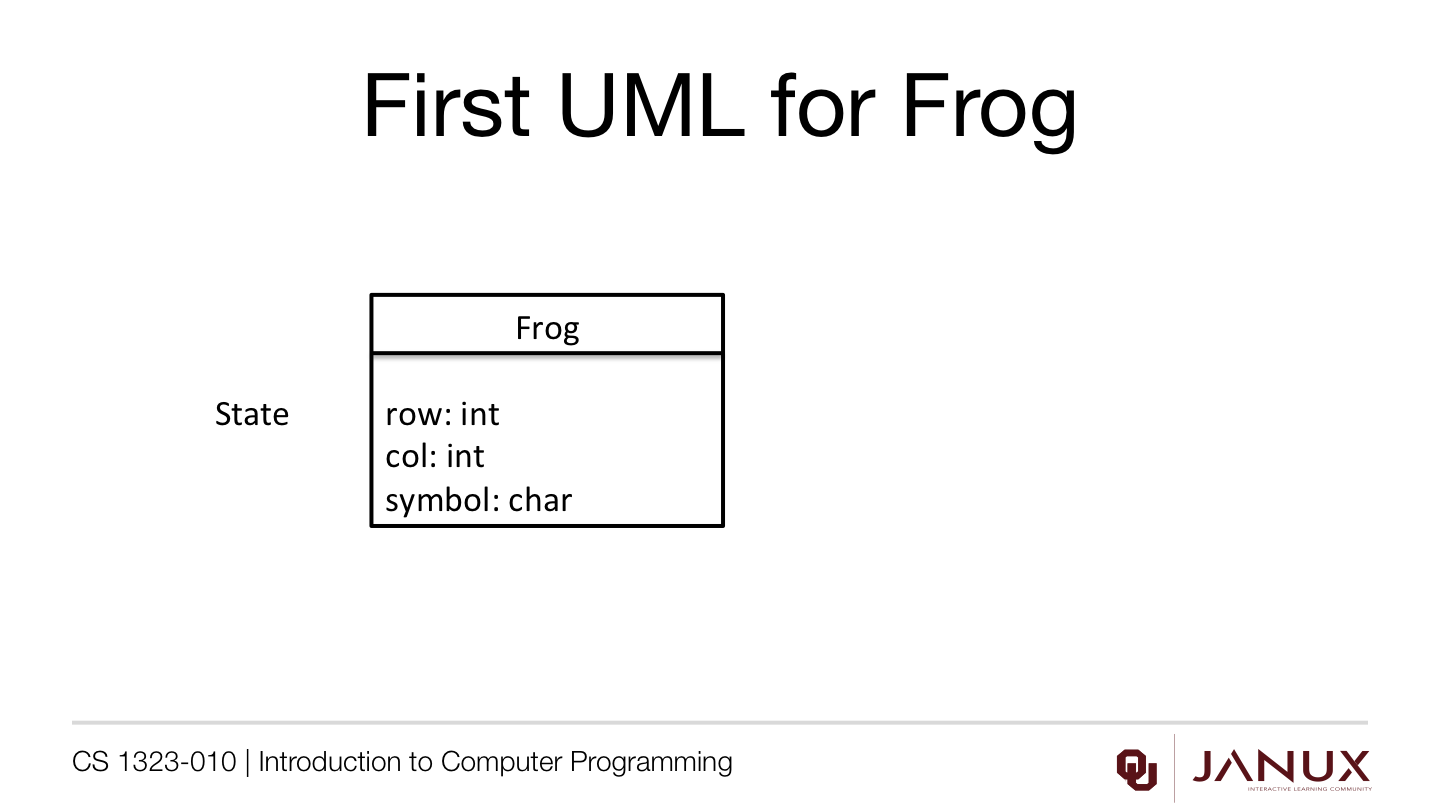 First UML for Frog
Frog
State
row: int
col: int
symbol: char
CS 1323-010 | Introduction to Computer Programming
OU
JANUX
INTERACTIVE LEARNING COMMUNITY